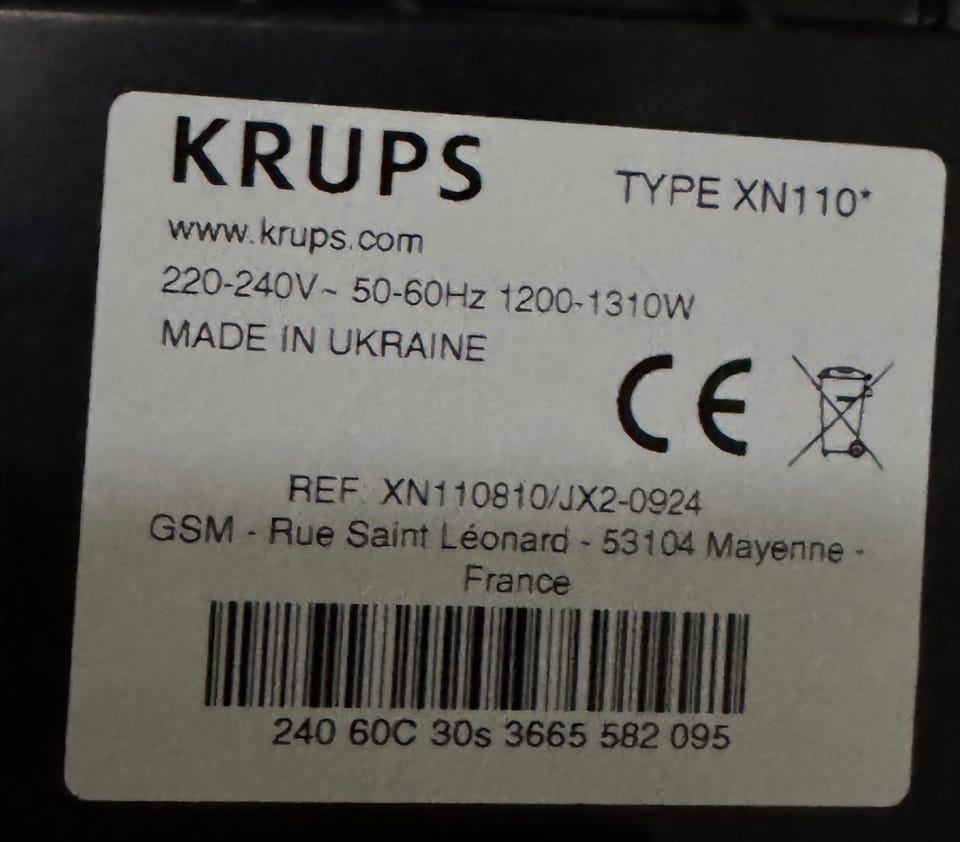 KRUPS
TYPE XN110*
www.krups.com
220-240V~ 50-60Hz 1200-1310W
MADE IN UKRAINE
CE
REF: XN110810/JX2-0924
GSM - Rue Saint Léonard - 53104 Mayenne -
France
240 60C 30s 3665 582 095